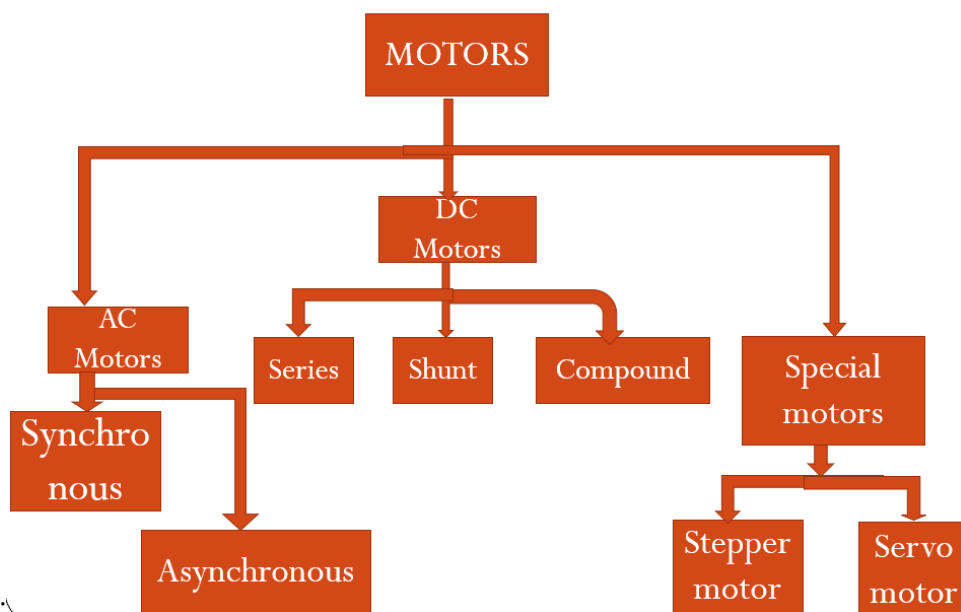 MOTORS
DC
Motors
AC
Motors
Series
Shunt
Compound
Special
motors
Synchro
nous
Asynchronous
Stepper
motor
Servo
motor